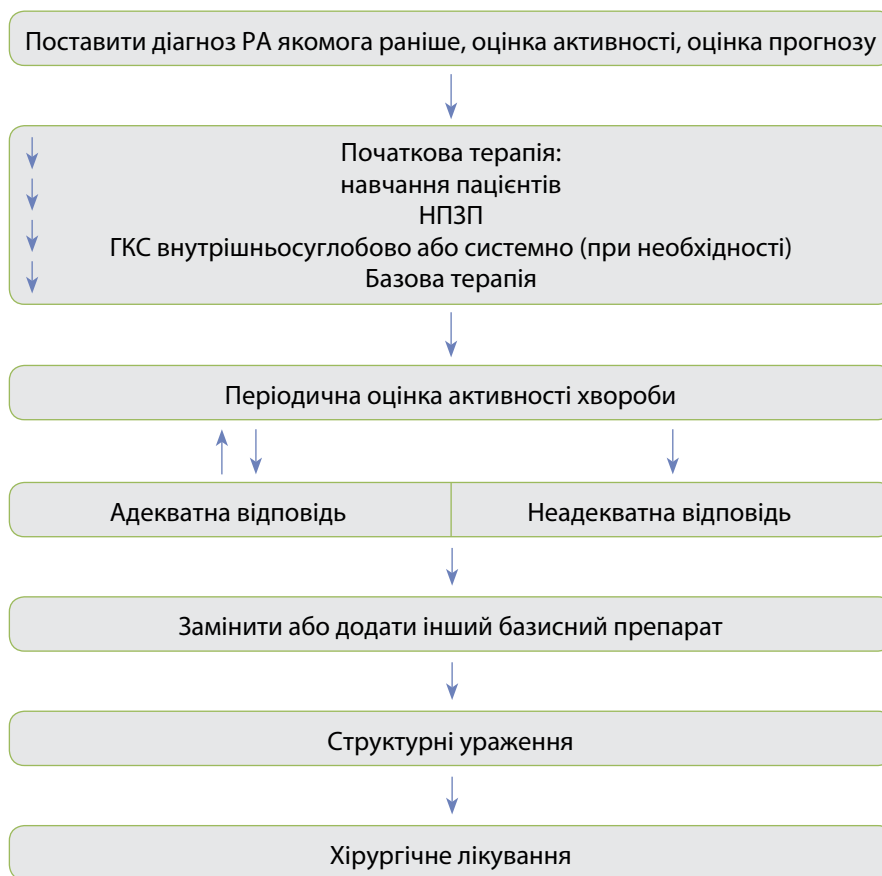 Поставити діагноз РА якомога раніше, оцінка активності, оцінка прогнозу
Початкова терапія:
навчання пацієнтів
НПЗП
ГКС внутрішньосуглобово або системно (при необхідності)
Базова терапія
Періодична оцінка активності хвороби
Адекватна відповідь
Неадекватна відповідь
Замінити або додати інший базисний препарат
Структурні ураження
Хірургічне лікування